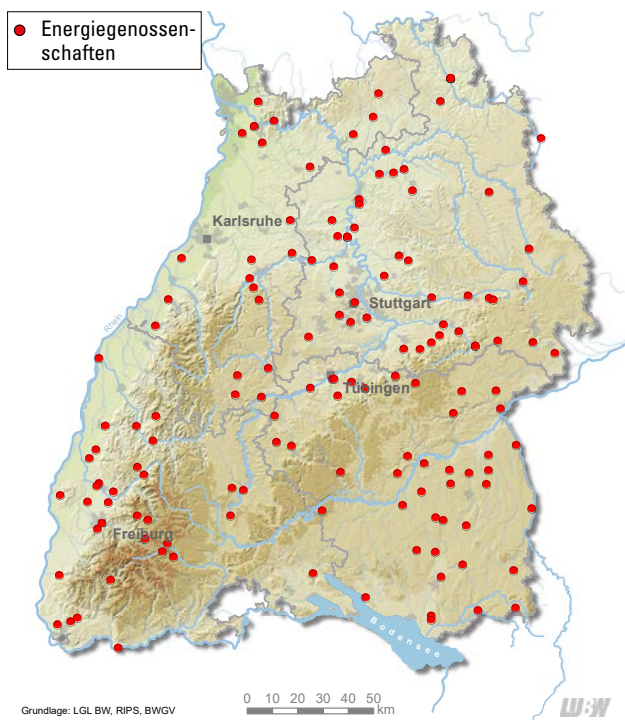 Energiegenossen-
schaften
Karlsruhe
Rhein
Stuttgart
Tübingen
Freiburg
Bodensee
Grundlage: LGL BW, RIPS, BWGV
0 10 20 30 40 50
km
LUBW